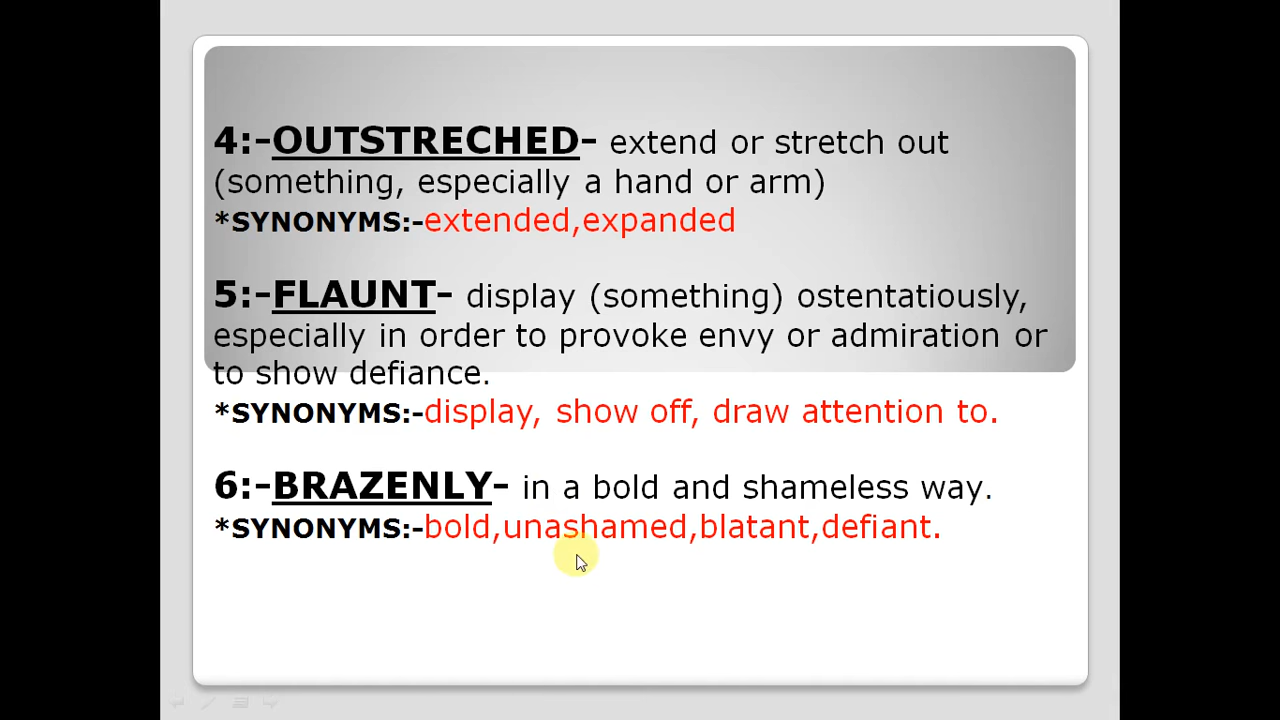 4:-OUTSTRECHED- extend or stretch out
(something, especially a hand or arm)
*SYNONYMS:-extended,expanded
5:-FLAUNT- display (something) ostentatiously,
especially in order to provoke envy or admiration or
to show defiance.
*SYNONYMS:-display, show off, draw attention to.
6:-BRAZENLY- in a bold and shameless way.
*SYNONYMS:-bold,unashamed,blatant,defiant.